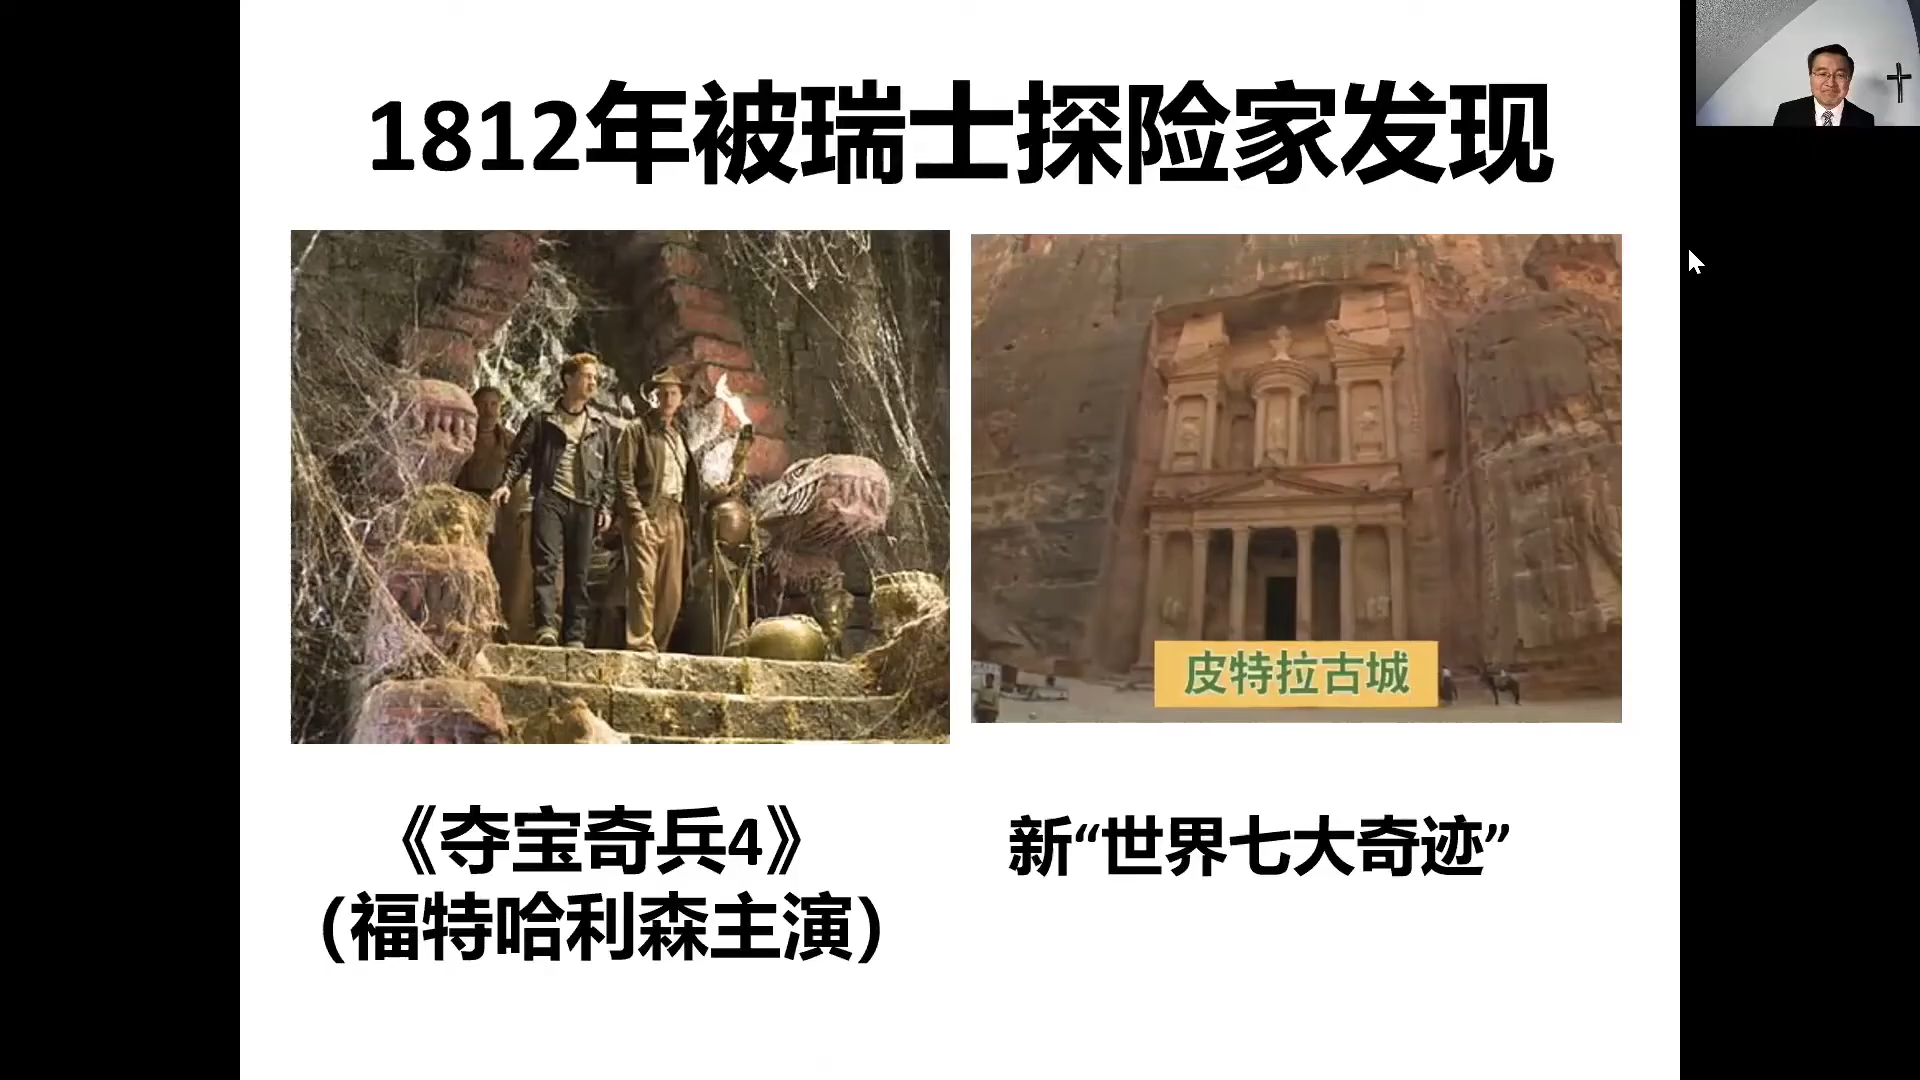 1812年被瑞士探险家发现
皮特拉古城
《夺宝奇兵4》
（福特哈利森主演）
新“世界七大奇迹”